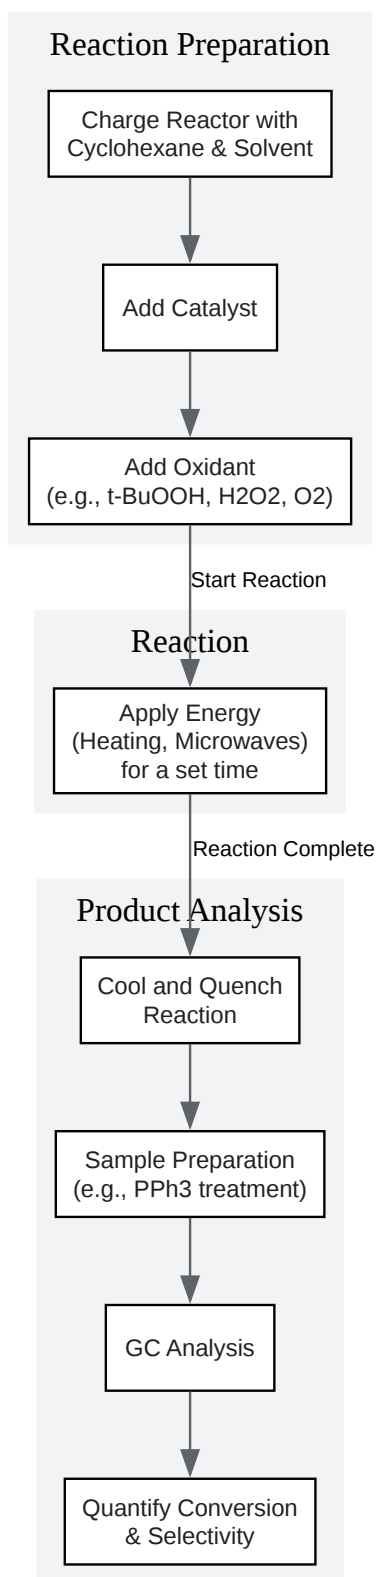 Reaction Preparation
Charge Reactor with
Cyclohexane & Solvent
Add Catalyst
Add Oxidant
(e.g., t-BuOOH, H2O2, O2)
Start Reaction
Reaction
Apply Energy
(Heating, Microwaves)
for a set time
Reaction Complete
Product Analysis
Cool and Quench
Reaction
Sample Preparation
(e.g., PPh3 treatment)
GC Analysis
Quantify Conversion
& Selectivity